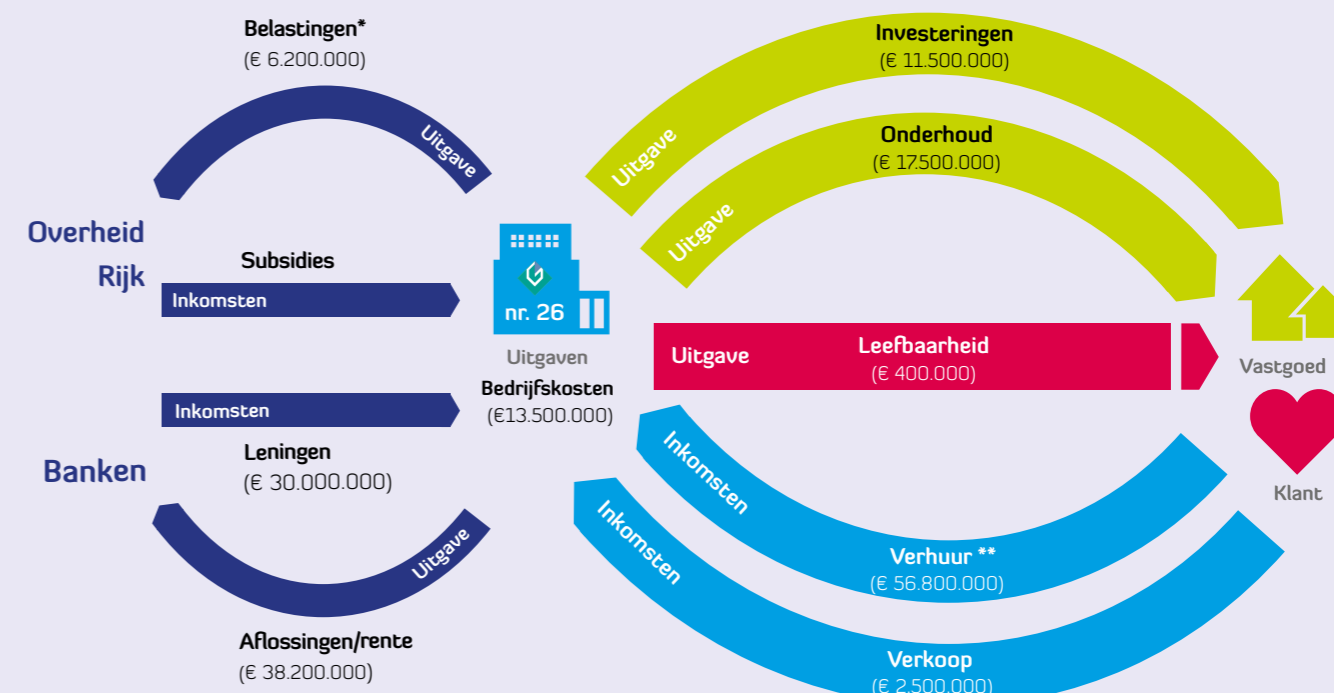 Belastingen*
(€ 6.200.000)
Uitgave
Overheid
Rijk
Subsidies
Inkomsten
Inkomsten
Leningen
(€ 30.000.000)
Banken
Uitgave
Aflossingen/rente
(€ 38.200.000)
nr. 26
Uitgaven
Bedrijfskosten
(€13.500.000)
Investeringen
(€ 11.500.000)
Uitgave
Onderhoud
(€ 17.500.000)
Uitgave
Uitgave
Leefbaarheid
(€ 400.000)
Vastgoed
Klant
Inkomsten
Verhuur **
(€ 56.800.000)
Inkomsten
Verkoop
(€ 2.500.000)